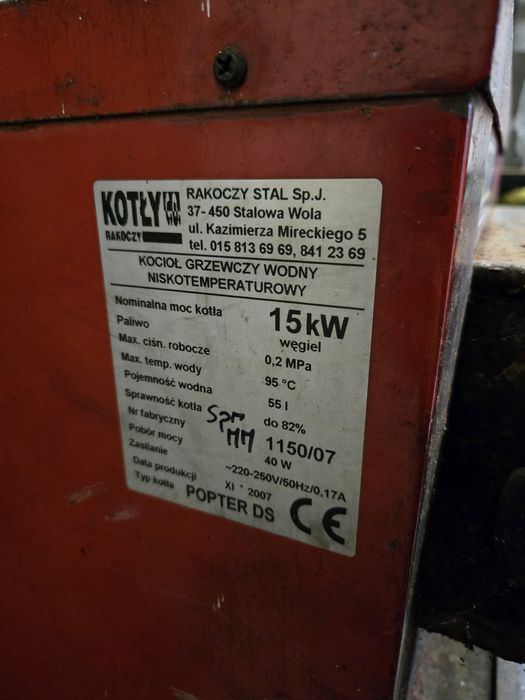 KOTŁY
RAKOCZY
RAKOCZY STAL Sp.J.
37-450 Stalowa Wola
ul. Kazimierza Mireckiego 5
tel. 015 813 69 69, 841 23 69
KOCIOŁ GRZEWCZY WODNY
NISKOTEMPERATUROWY
Nominalna moc kotła 15 kW
Paliwo węgiel
Max. ciśn. robocze 0,2 MPa
Max. temp. wody 95 °C
Pojemność wodna 55 l
Sprawność kotła do 82%
Nr fabryczny 1150/07
Pobór mocy 40 W
Zasilanie ~220-250V/50Hz/0,17A
Data produkcji XI * 2007
Typ kotła POPTER DS
CE